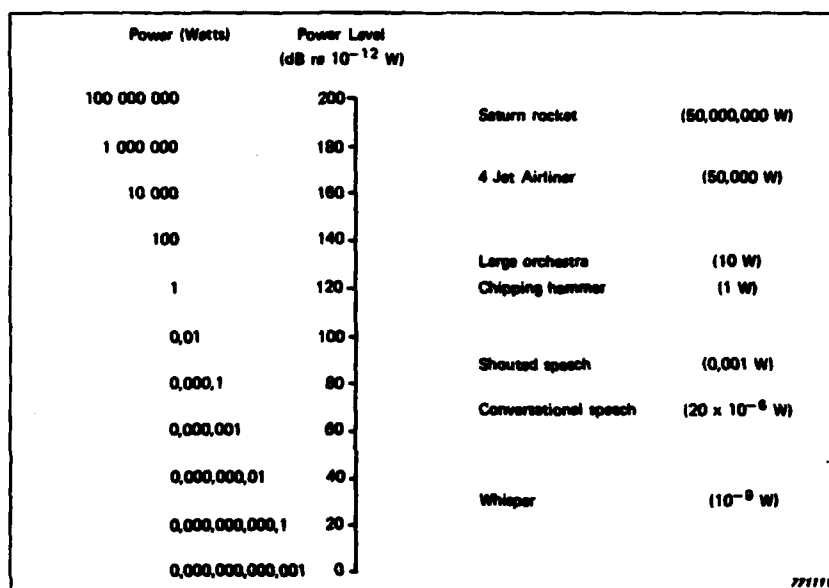 Power (Watts) Power Level
(dB re 10⁻¹² W)
100 000 000 200
Saturn rocket (50,000,000 W)
1 000 000 180
4 Jet Airliner (50,000 W)
10 000 160
100 140
Large orchestra (10 W)
1 120 Chipping hammer (1 W)
0,01 100
Shouted speech (0,001 W)
0,000,1 80
Conversational speech (20 x 10⁻⁶ W)
0,000,001 60
0,000,000,01 40
Whisper (10⁻⁹ W)
0,000,000,000,1 20
0,000,000,000,001 0